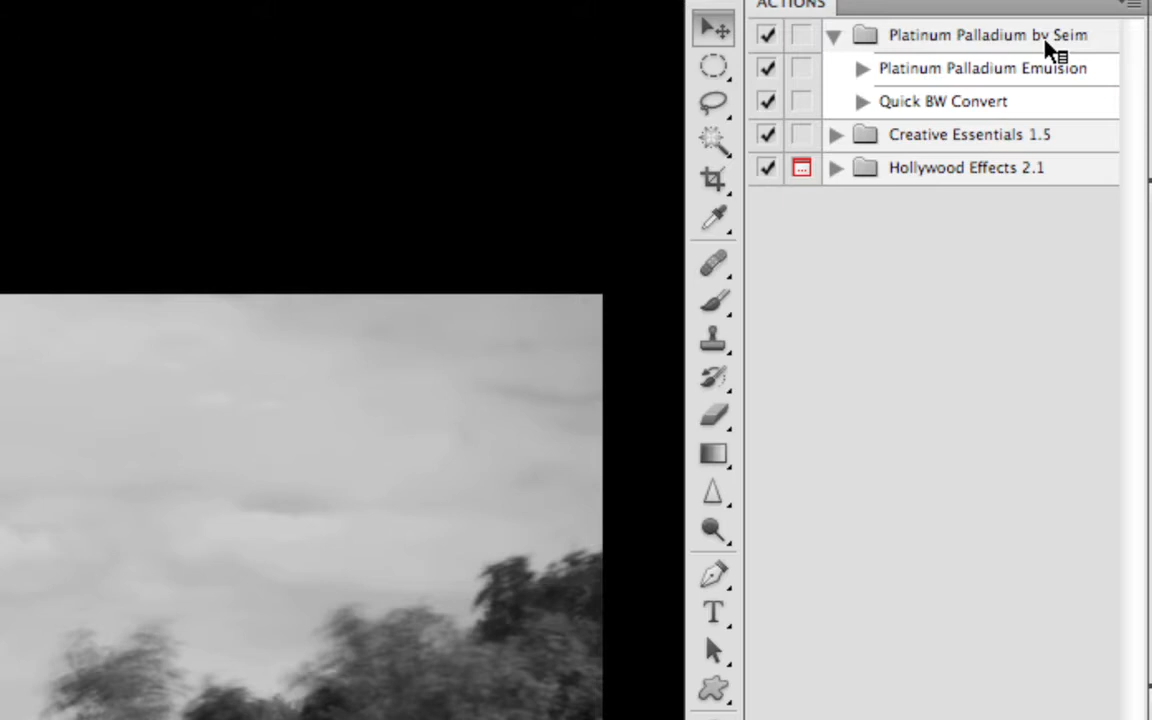 ACTIONS
Platinum Palladium by Seim
Platinum Palladium Emulsion
Quick BW Convert
Creative Essentials 1.5
Hollywood Effects 2.1